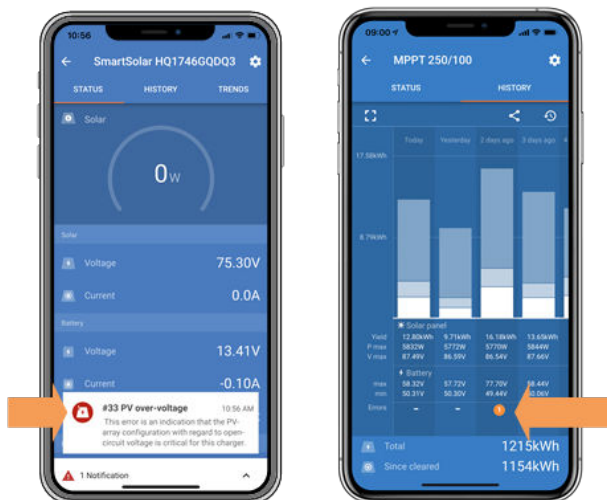 10:56
SmartSolar HQ1746GQDQ3
STATUS HISTORY TRENDS
Solar
0W
Solar
Voltage 75.30V
Current 0.0A
Battery
Voltage 13.41V
Current -0.10A
#33 PV over-voltage 10:56 AM
This error is an indication that the PV-
array configuration with regard to open-
circuit voltage is critical for this charger.
1 Notification
09:00
MPPT 250/100
STATUS HISTORY
Today Yesterday 2 days ago 3 days ago 4
17.58kWh
8.79kWh
Solar panel
Yield 12.80kWh 9.71kWh 16.18kWh 13.65kWh
P max 5832W 5772W 5770W 5844W
V max 87.49V 86.59V 86.54V 87.66V
Battery
max 58.32V 57.72V 77.70V 58.44V
min 50.31V 50.30V 49.44V
Errors - - 1
Total 1215kWh
Since cleared 1154kWh